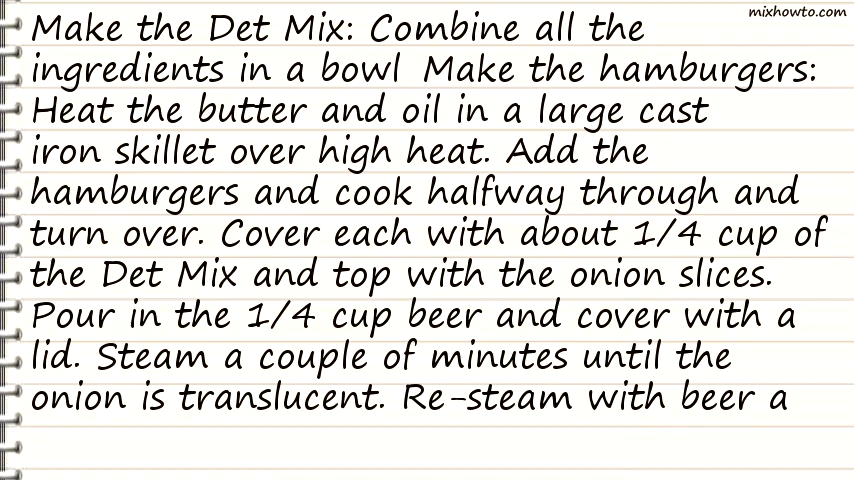 mixhowto.com
Make the Det Mix: Combine all the
ingredients in a bowl  Make the hamburgers:
Heat the butter and oil in a large cast
iron skillet over high heat. Add the
hamburgers and cook halfway through and
turn over. Cover each with about 1/4 cup of
the Det Mix and top with the onion slices.
Pour in the 1/4 cup beer and cover with a
lid. Steam a couple of minutes until the
onion is translucent. Re-steam with beer a